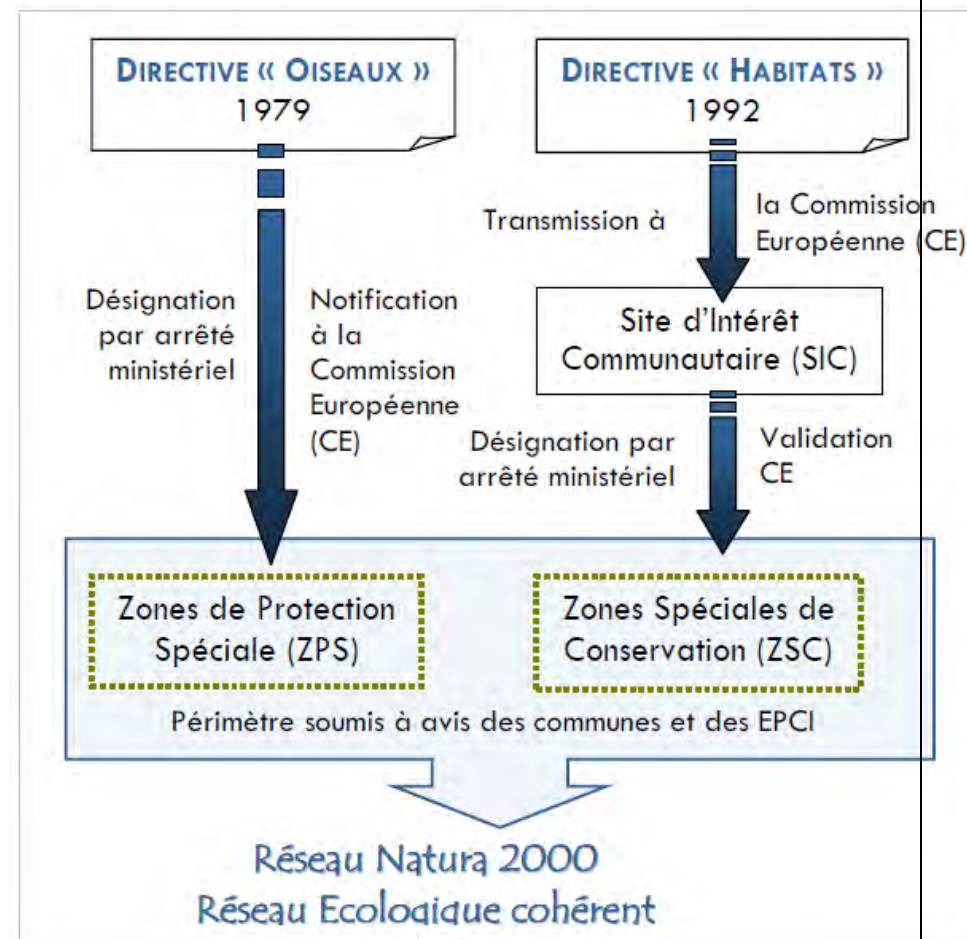 DIRECTIVE « OISEAUX »
1979
DIRECTIVE « HABITATS »
1992
Transmission à
la Commission
Européenne (CE)
Désignation
par arrêté
ministériel
Notification
à la
Commission
Européenne
(CE)
Site d'Intérêt
Communautaire (SIC)
Désignation par
arrêté ministériel
Validation
CE
Zones de Protection
Spéciale (ZPS)
Zones Spéciales de
Conservation (ZSC)
Périmètre soumis à avis des communes et des EPCI
Réseau Natura 2000
Réseau Ecologique cohérent